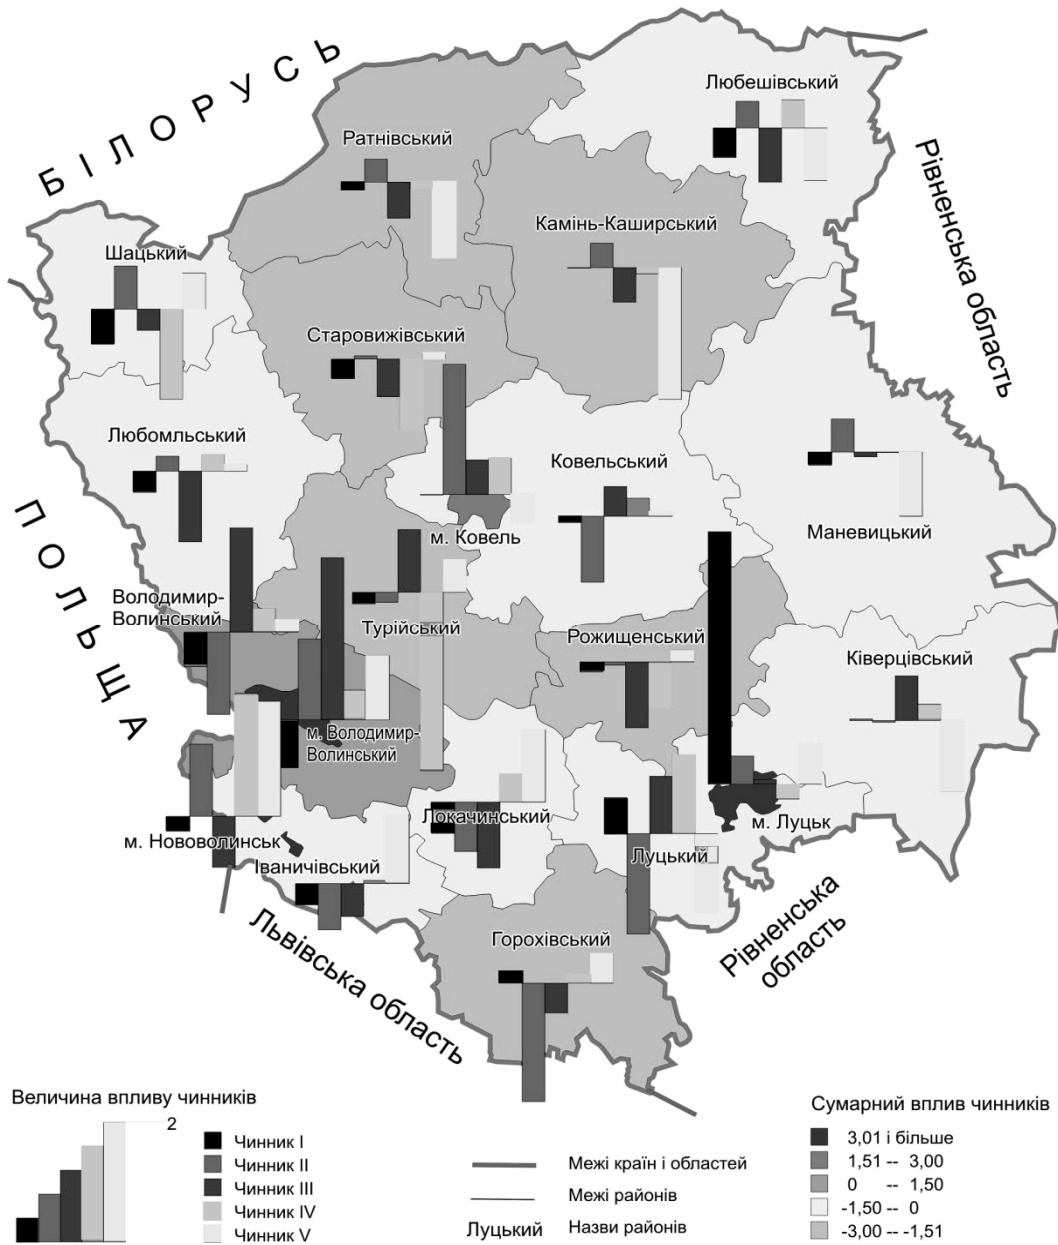 БІЛОРУСЬ
Любешівський
Ратнівський
Рівненська область
Камінь-Каширський
Шацький
Старовижівський
Любомльський
Ковельський
ПОЛЬЩА
м. Ковель
Маневицький
Володимир-
Волинський
Турійський
Рожищенський
Ківерцівський
м. Володимир-
Волинський
Локачинський
м. Луцьк
м. Нововолинськ
Іваничівський
Луцький
Львівська область
Горохівський
Рівненська
область
Величина впливу чинників
2
Чинник I
Чинник II
Чинник III
Чинник IV
Чинник V
Межі країн і областей
Межі районів
Луцький Назви районів
Сумарний вплив чинників
3,01 і більше
1,51 -- 3,00
0 -- 1,50
-1,50 -- 0
-3,00 -- -1,51